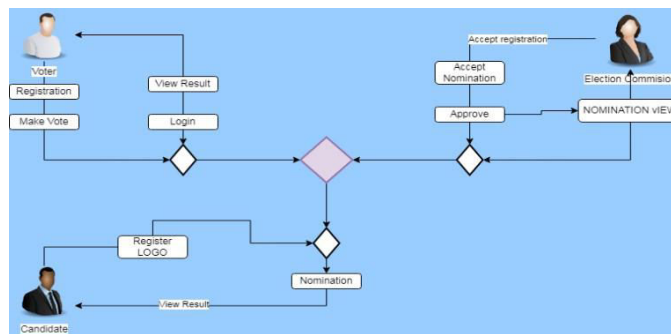 Voter
Registration
Make Vote
View Result
Login
Accept registration
Accept
Nomination
Approve
Election Commision
NOMINATION vIEW
Register
LOGO
Nomination
View Result
Candidate